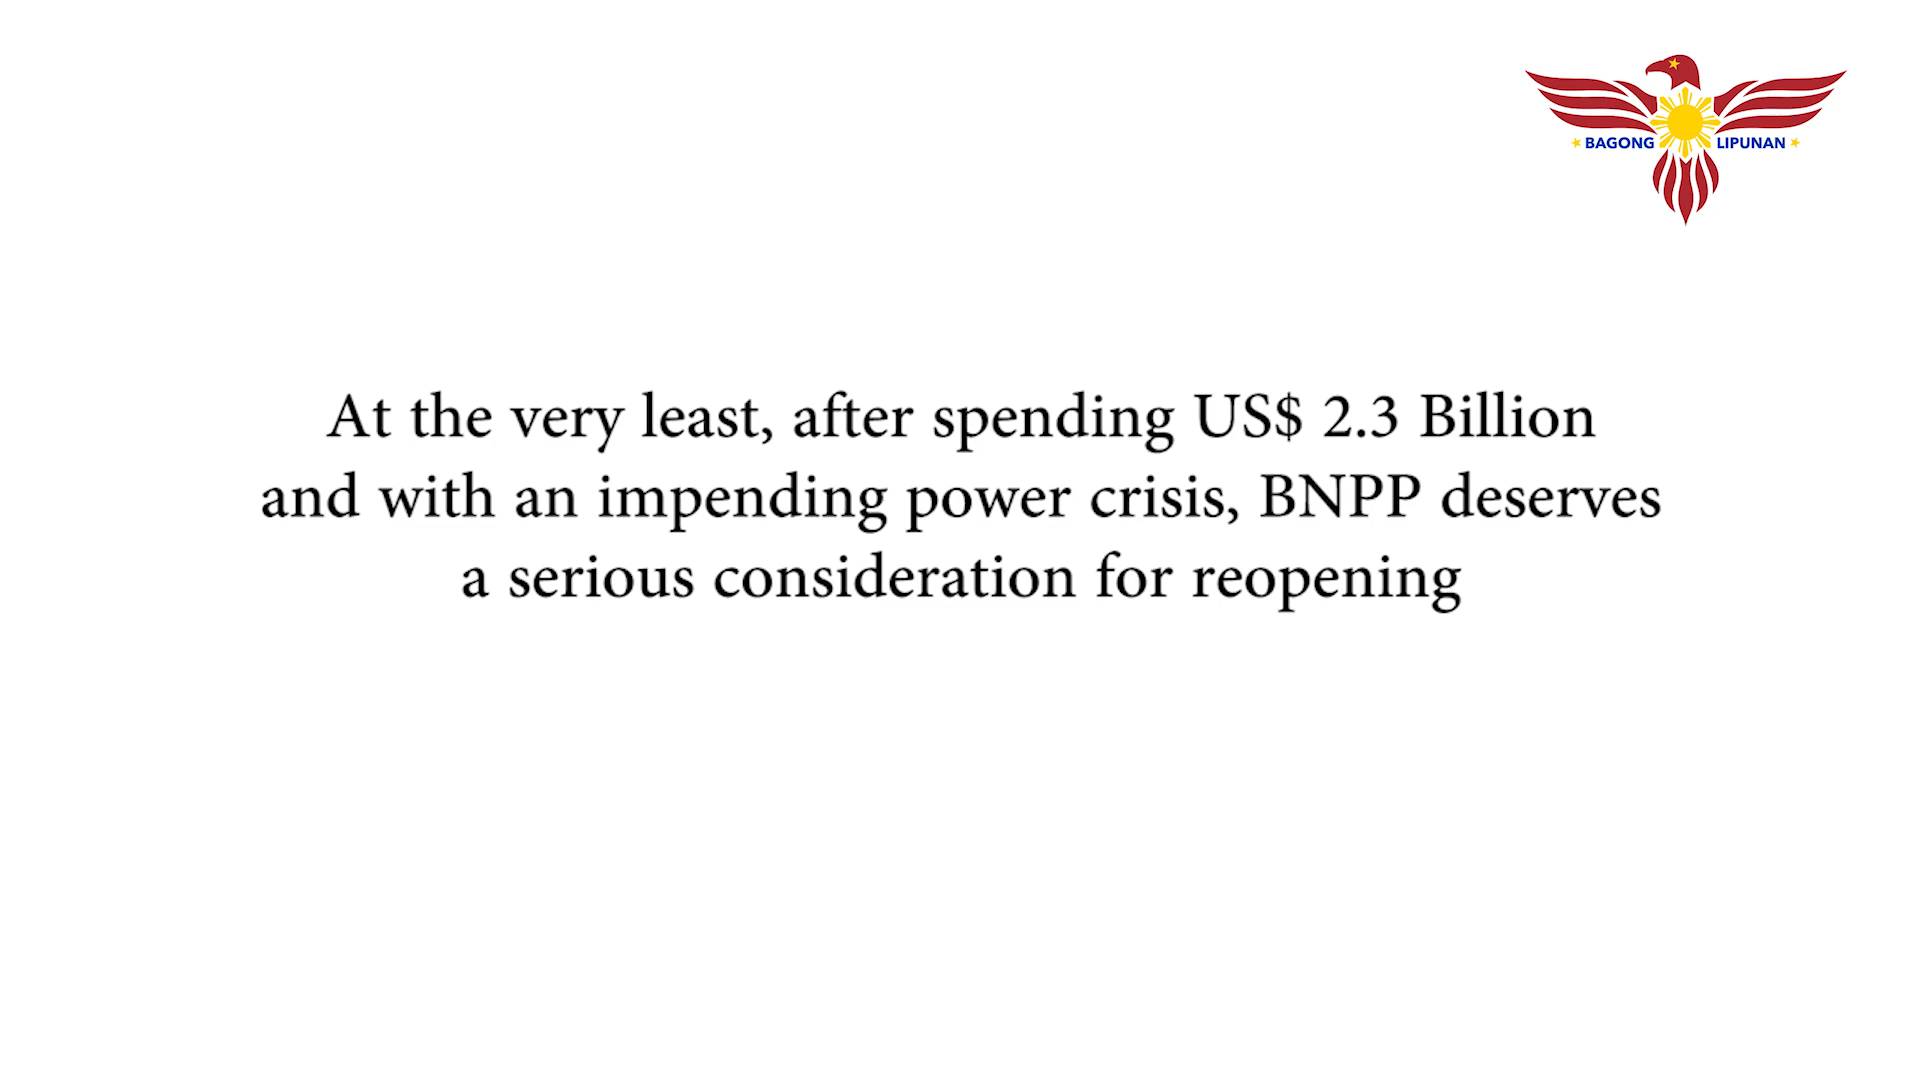 BAGONG LIPUNAN
At the very least, after spending US$ 2.3 Billion
and with an impending power crisis, BNPP deserves
a serious consideration for reopening